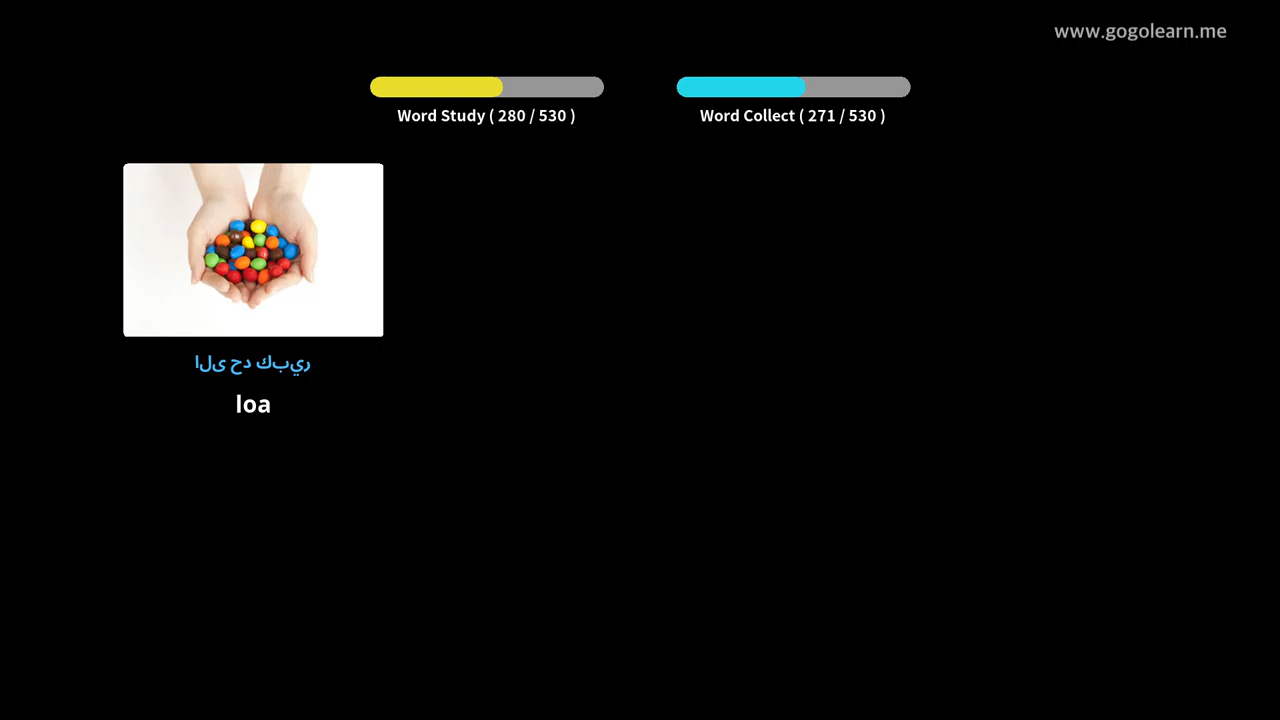 www.gogolearn.me
Word Study ( 280 / 530 )
Word Collect ( 271 / 530 )
الى حد كبير
loa